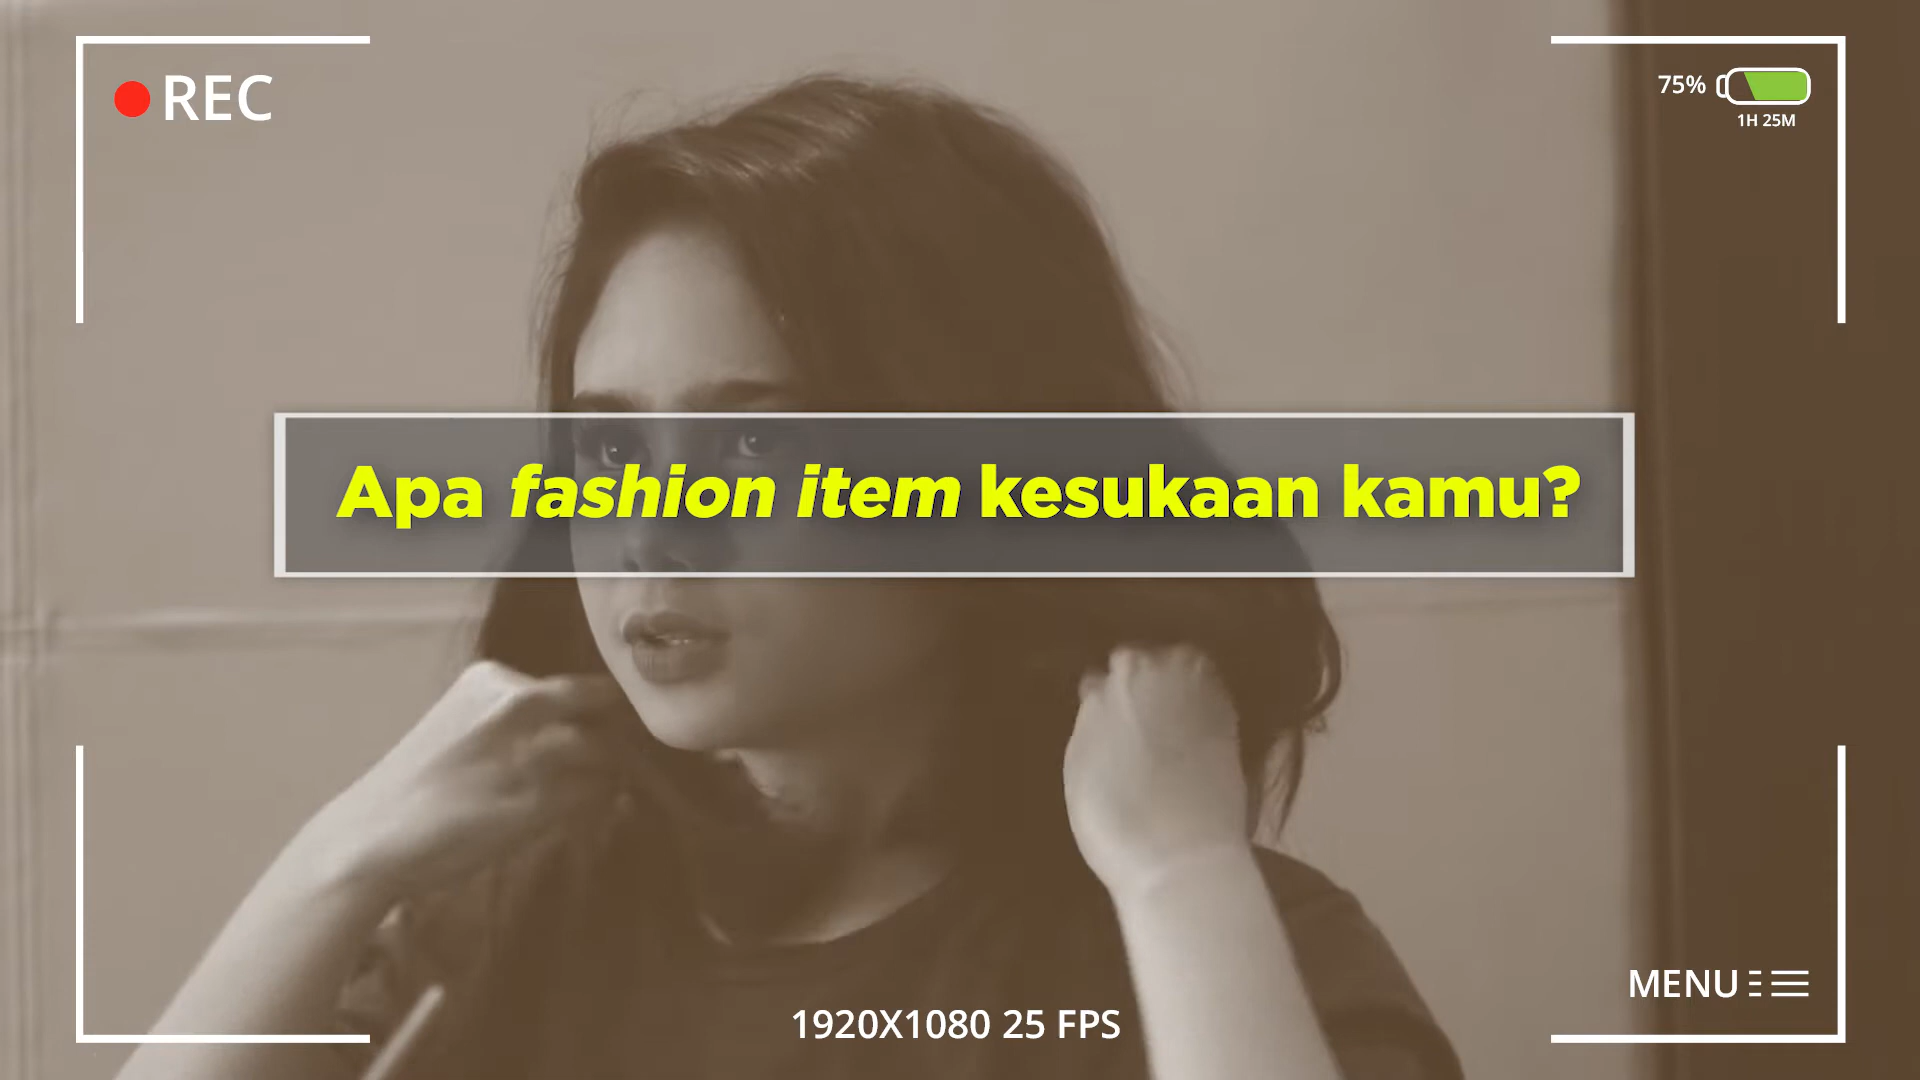 REC
75%
1H 25M
Apa fashion item kesukaan kamu?
MENU
1920X1080 25 FPS